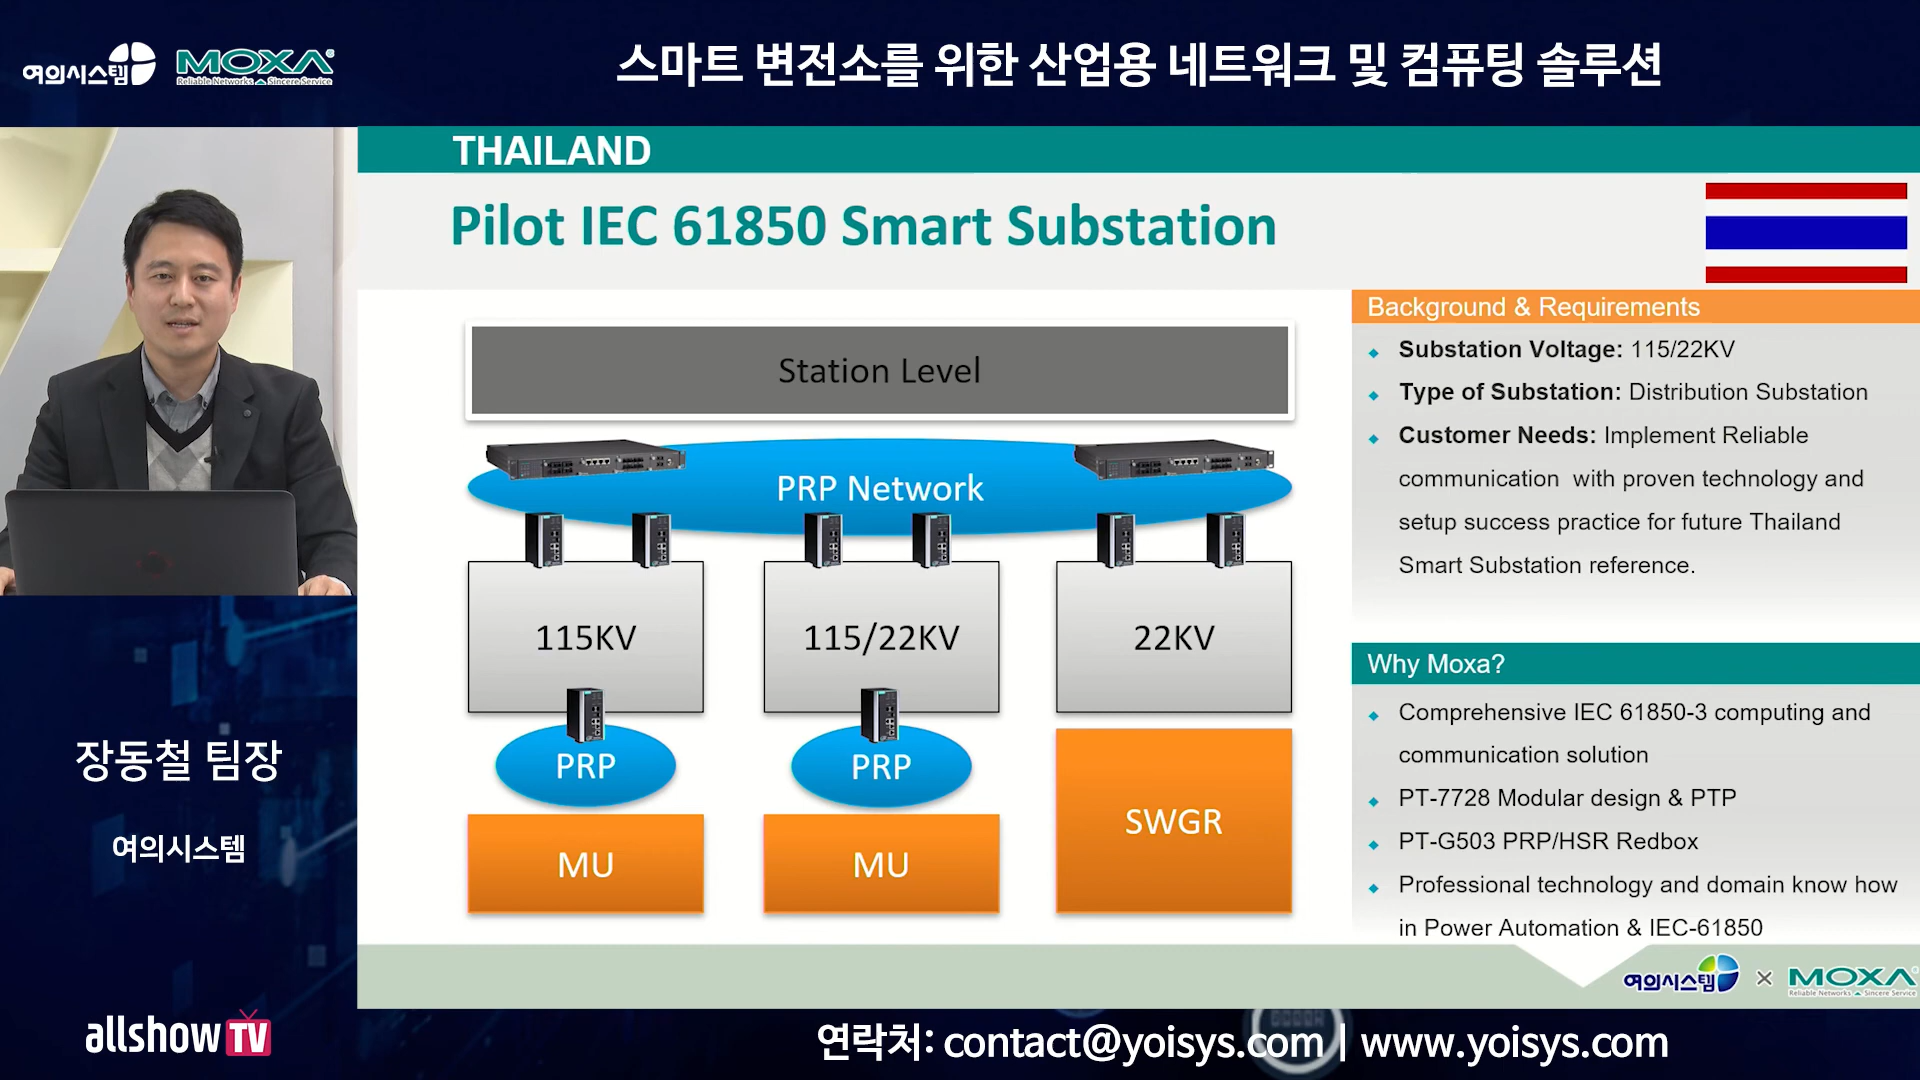 여의시스템
MOXA
Reliable Networks Sincere Service
스마트 변전소를 위한 산업용 네트워크 및 컴퓨팅 솔루션
THAILAND
Pilot IEC 61850 Smart Substation
Station Level
PRP Network
115KV
115/22KV
22KV
PRP
PRP
MU
MU
SWGR
Background & Requirements
Substation Voltage: 115/22KV
Type of Substation: Distribution Substation
Customer Needs: Implement Reliable
communication with proven technology and
setup success practice for future Thailand
Smart Substation reference.
Why Moxa?
Comprehensive IEC 61850-3 computing and
communication solution
PT-7728 Modular design & PTP
PT-G503 PRP/HSR Redbox
Professional technology and domain know how
in Power Automation & IEC-61850
여의시스템 × MOXA
Reliable Networks Sincere Service
장동철 팀장
여의시스템
allshowTV
연락처: contact@yoisys.com | www.yoisys.com